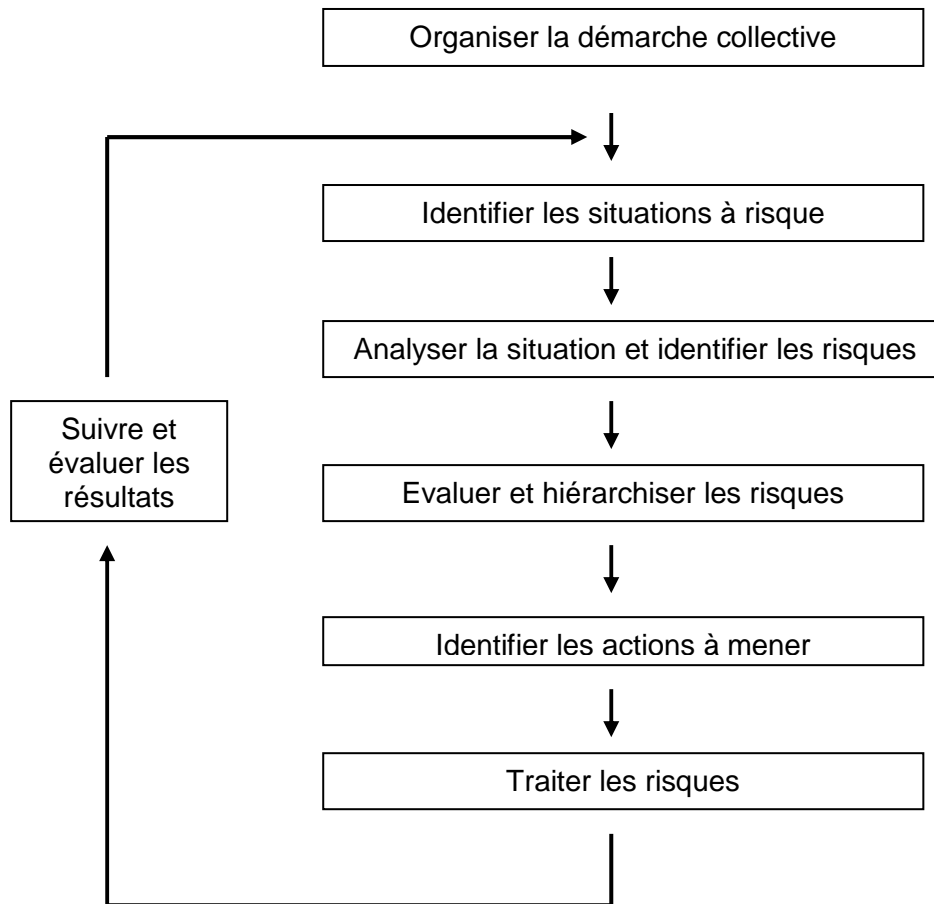 Organiser la démarche collective
Identifier les situations à risque
Analyser la situation et identifier les risques
Suivre et
évaluer les
résultats
Evaluer et hiérarchiser les risques
Identifier les actions à mener
Traiter les risques